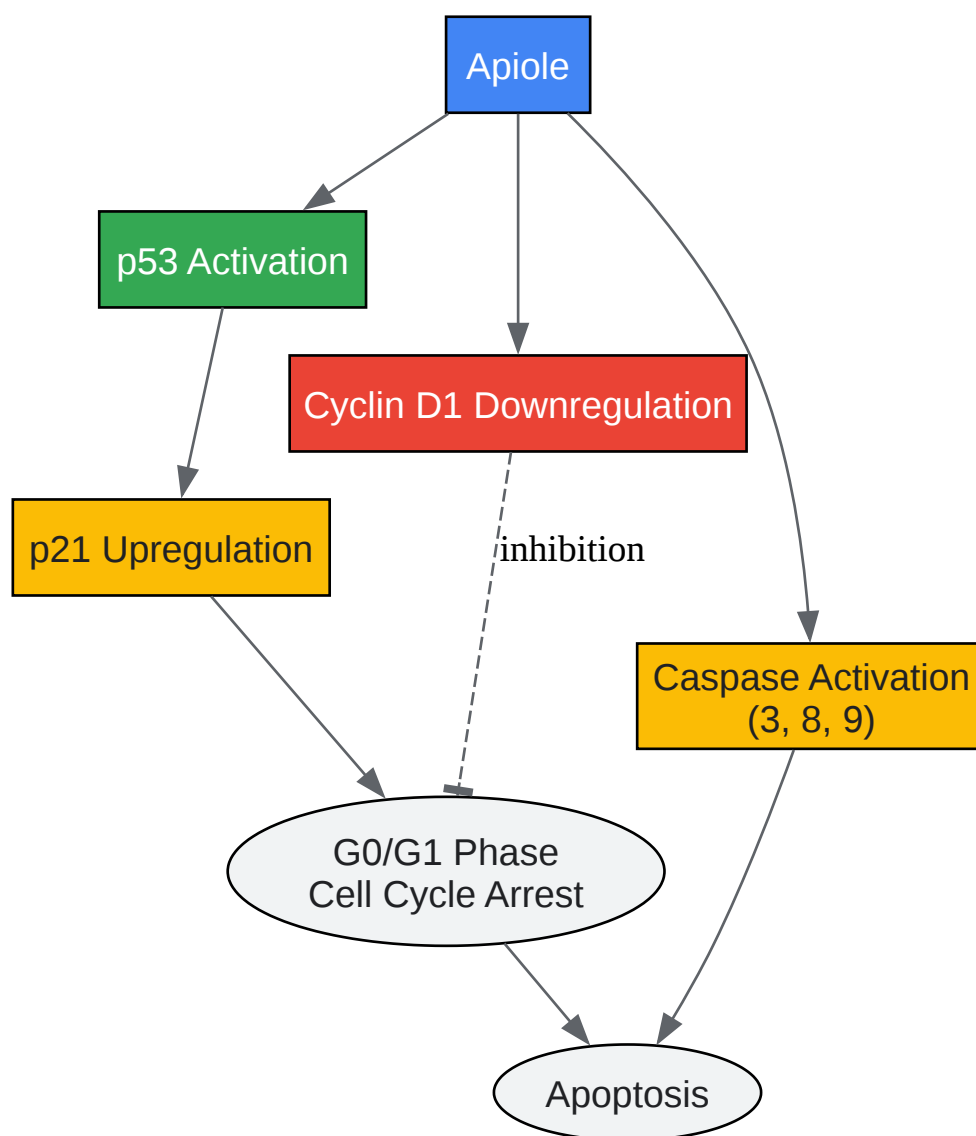 Apiole
p53 Activation
Cyclin D1 Downregulation
p21 Upregulation
inhibition
Caspase Activation
(3, 8, 9)
G0/G1 Phase
Cell Cycle Arrest
Apoptosis